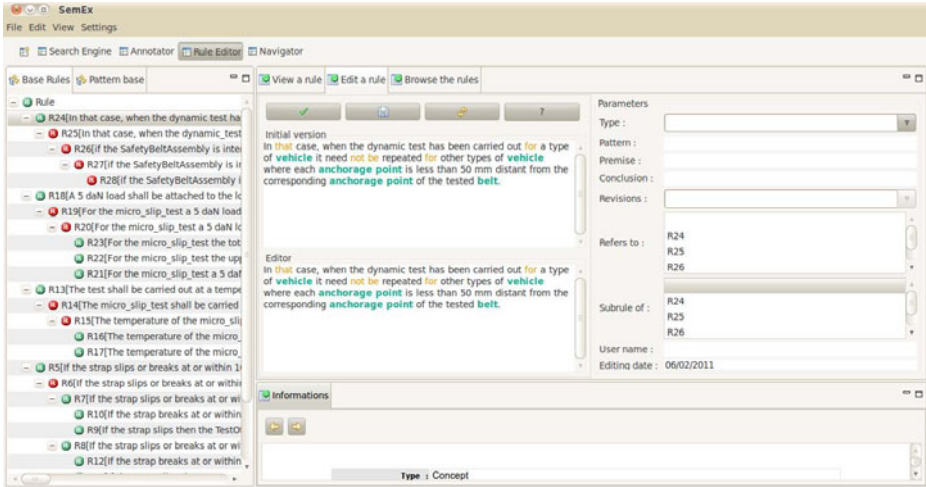 SemEx
File Edit View Settings
Search Engine Annotator Rule Editor Navigator
Base Rules Pattern base
Rule
R24[In that case, when the dynamic test ha
R25[In that case, when the dynamic_test
R26[if the SafetyBeltAssembly is inte
R27[if the SafetyBeltAssembly is i
R28[if the SafetyBeltAssembly i
R18[A 5 daN load shall be attached to the lo
R19[For the micro_slip_test a 5 daN load
R20[For the micro_slip_test a 5 daN lo
R23[For the micro_slip_test the tot
R22[For the micro_slip_test the upp
R21[For the micro_slip_test a 5 daN
R13[The test shall be carried out at a tempe
R14[The micro_slip_test shall be carried
R15[The temperature of the micro_sli
R16[The temperature of the micro_
R17[The temperature of the micro_
R5[If the strap slips or breaks at or within 10
R6[If the strap slips or breaks at or within
R7[If the strap slips or breaks at or wi
R10[If the strap breaks at or within
R9[If the strap slips then the TestO
R8[If the strap slips or breaks at or wi
R12[If the strap breaks at or within
View a rule Edit a rule Browse the rules
?
Initial version
In that case, when the dynamic test has been carried out for a type
of vehicle it need not be repeated for other types of vehicle
where each anchorage point is less than 50 mm distant from the
corresponding anchorage point of the tested belt.
Editor
In that case, when the dynamic test has been carried out for a type
of vehicle it need not be repeated for other types of vehicle
where each anchorage point is less than 50 mm distant from the
corresponding anchorage point of the tested belt.
Parameters
Type :
Pattern :
Premise :
Conclusion :
Revisions :
Refers to :
R24
R25
R26
Subrule of :
R24
R25
R26
User name :
Editing date : 06/02/2011
Informations
Type : Concept